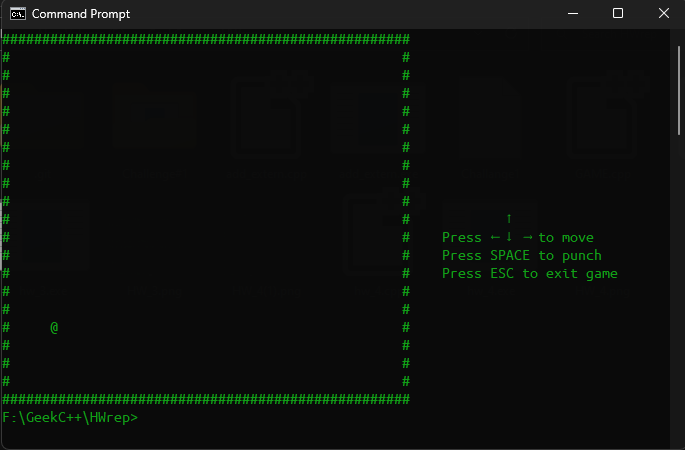 Command Prompt
###################################################
#                                                 #
#                                                 #
#                                                 #
#                                                 #
#                                                 #
#                                                 #
#                                                 #
#                                                 #
#                                                 #              ↑
#                                                 #    Press ← ↓ → to move
#                                                 #    Press SPACE to punch
#                                                 #    Press ESC to exit game
#                                                 #
#                                                 #
#     @                                           #
#                                                 #
#                                                 #
#                                                 #
###################################################
F:\GeekC++\HWrep>